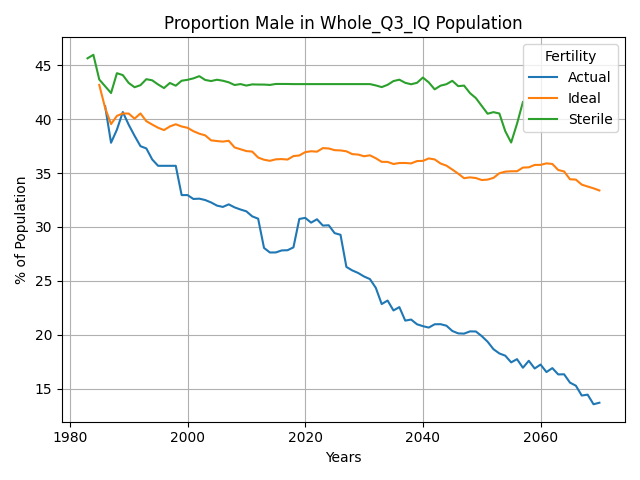 Proportion Male in Whole_Q3_IQ Population
% of Population
45
40
35
30
25
20
15
Fertility
Actual
Ideal
Sterile
1980
2000
2020
2040
2060
Years